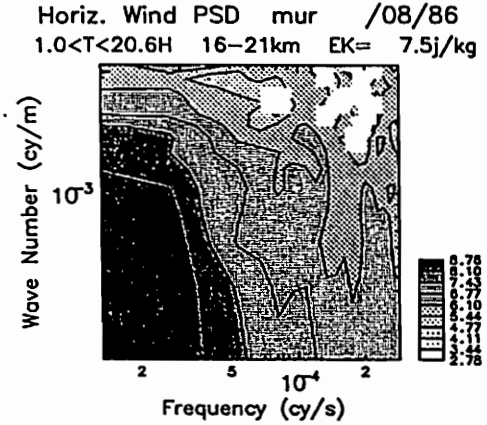 Horiz. Wind PSD mur /08/86
1.0<T<20.6H 16-21km EK= 7.5j/kg
Wave Number (cy/m)
10⁻³
8.78
8.10
7.43
6.77
6.10
5.44
4.77
4.11
3.44
2.78
2 5 10⁻⁴ 2
Frequency (cy/s)